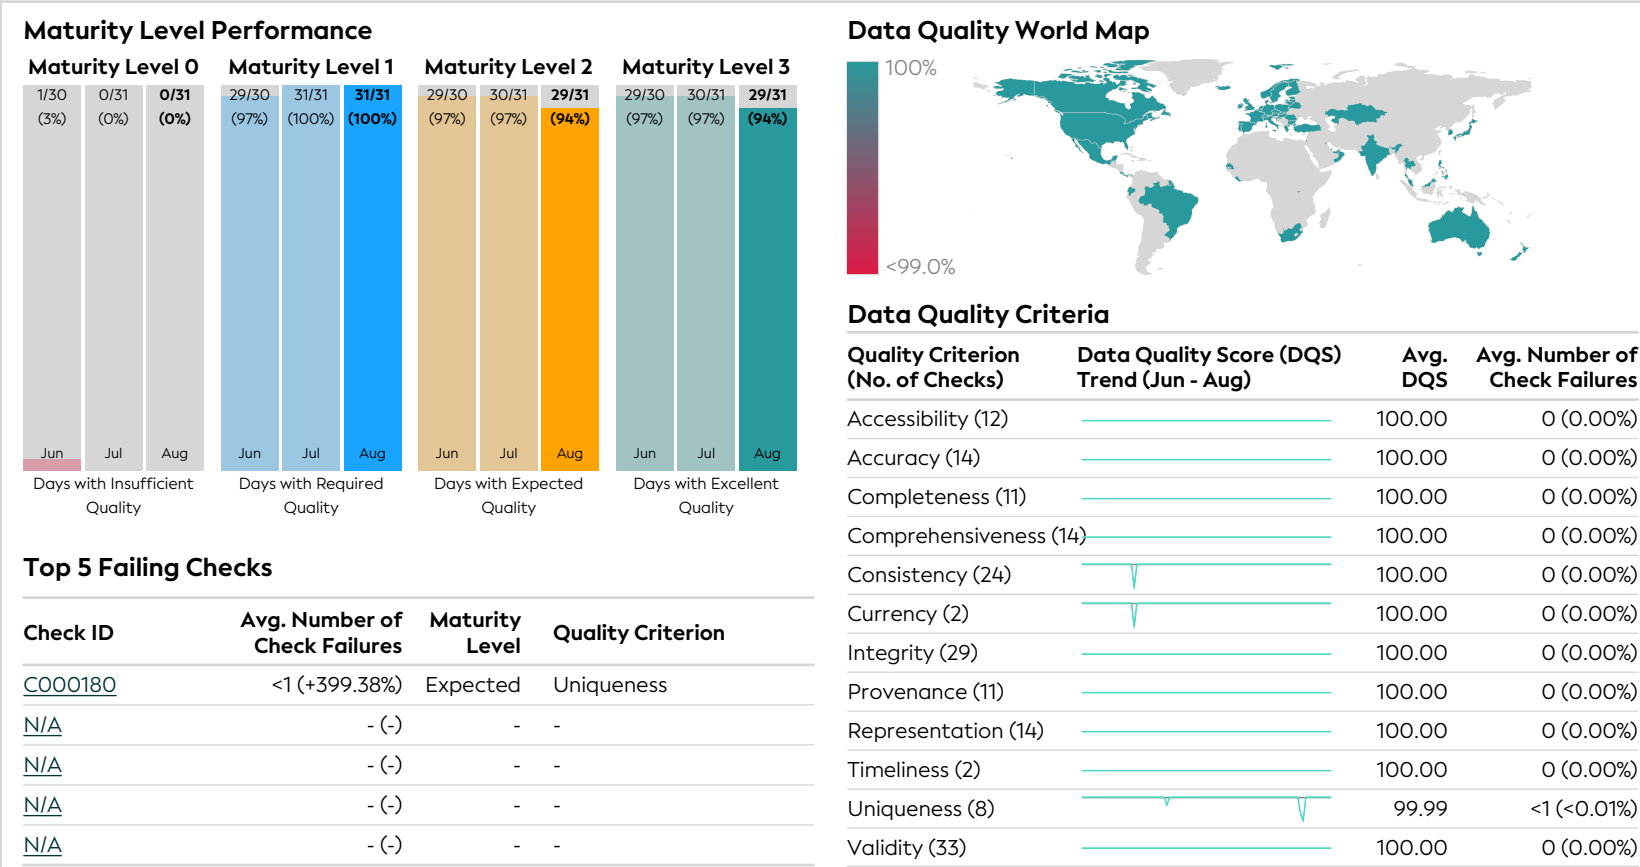 Maturity Level Performance
Maturity Level 0 Maturity Level 1 Maturity Level 2 Maturity Level 3
1/30 0/31 0/31 29/30 31/31 31/31 29/30 30/31 29/31 29/30 30/31 29/31
(3%) (0%) (0%) (97%) (100%) (100%) (97%) (97%) (94%) (97%) (97%) (94%)
Jun Jul Aug Jun Jul Aug Jun Jul Aug Jun Jul Aug
Days with Insufficient Days with Required Days with Expected Days with Excellent
Quality Quality Quality Quality
Top 5 Failing Checks
Avg. Number of Maturity
Check ID Quality Criterion
Check Failures Level
C000180 <1 (+399.38%) Expected Uniqueness
N/A - (-) - -
N/A - (-) - -
N/A - (-) - -
N/A - (-) - -
Data Quality World Map
100%
<99.0%
Data Quality Criteria
Quality Criterion Data Quality Score (DQS) Avg. Avg. Number of
(No. of Checks) Trend (Jun - Aug) DQS Check Failures
Accessibility (12) 100.00 0 (0.00%)
Accuracy (14) 100.00 0 (0.00%)
Completeness (11) 100.00 0 (0.00%)
Comprehensiveness (14) 100.00 0 (0.00%)
Consistency (24) 100.00 0 (0.00%)
Currency (2) 100.00 0 (0.00%)
Integrity (29) 100.00 0 (0.00%)
Provenance (11) 100.00 0 (0.00%)
Representation (14) 100.00 0 (0.00%)
Timeliness (2) 100.00 0 (0.00%)
Uniqueness (8) 99.99 <1 (<0.01%)
Validity (33) 100.00 0 (0.00%)